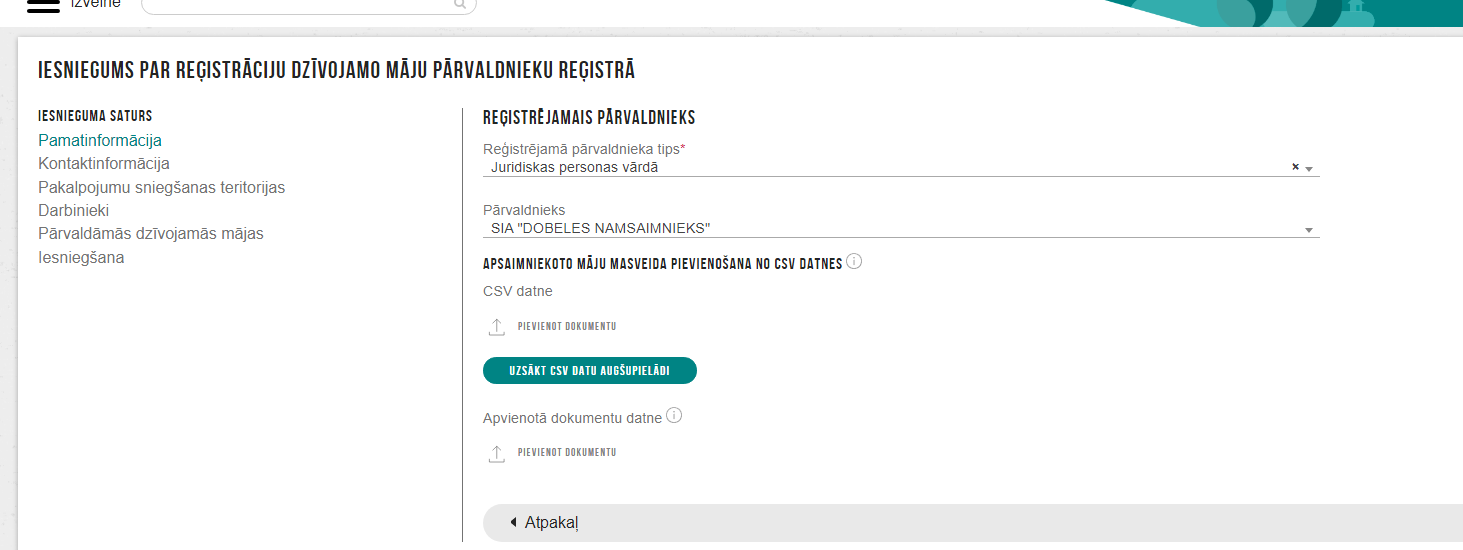 Izvēlne
IESNIEGUMS PAR REĢISTRĀCIJU DZĪVOJAMO MĀJU PĀRVALDNIEKU REĢISTRĀ
IESNIEGUMA SATURS
Pamatinformācija
Kontaktinformācija
Pakalpojumu sniegšanas teritorijas
Darbinieki
Pārvaldāmās dzīvojamās mājas
Iesniegšana
REĢISTRĒJAMAIS PĀRVALDNIEKS
Reģistrējamā pārvaldnieka tips*
Juridiskas personas vārdā
Pārvaldnieks
SIA "DOBELES NAMSAIMNIEKS"
APSAIMNIEKOTO MĀJU MASVEIDA PIEVIENOŠANA NO CSV DATNES
CSV datne
PIEVIENOT DOKUMENTU
UZSĀKT CSV DATU AUGŠUPIELĀDI
Apvienotā dokumentu datne
PIEVIENOT DOKUMENTU
Atpakaļ